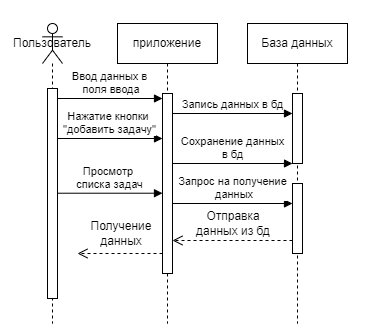 Пользователь
приложение
База данных
Ввод данных в
поля ввода
Запись данных в бд
Нажатие кнопки
"добавить задачу"
Сохранение данных
в бд
Просмотр
списка задач
Запрос на получение
данных
Отправка
данных из бд
Получение
данных